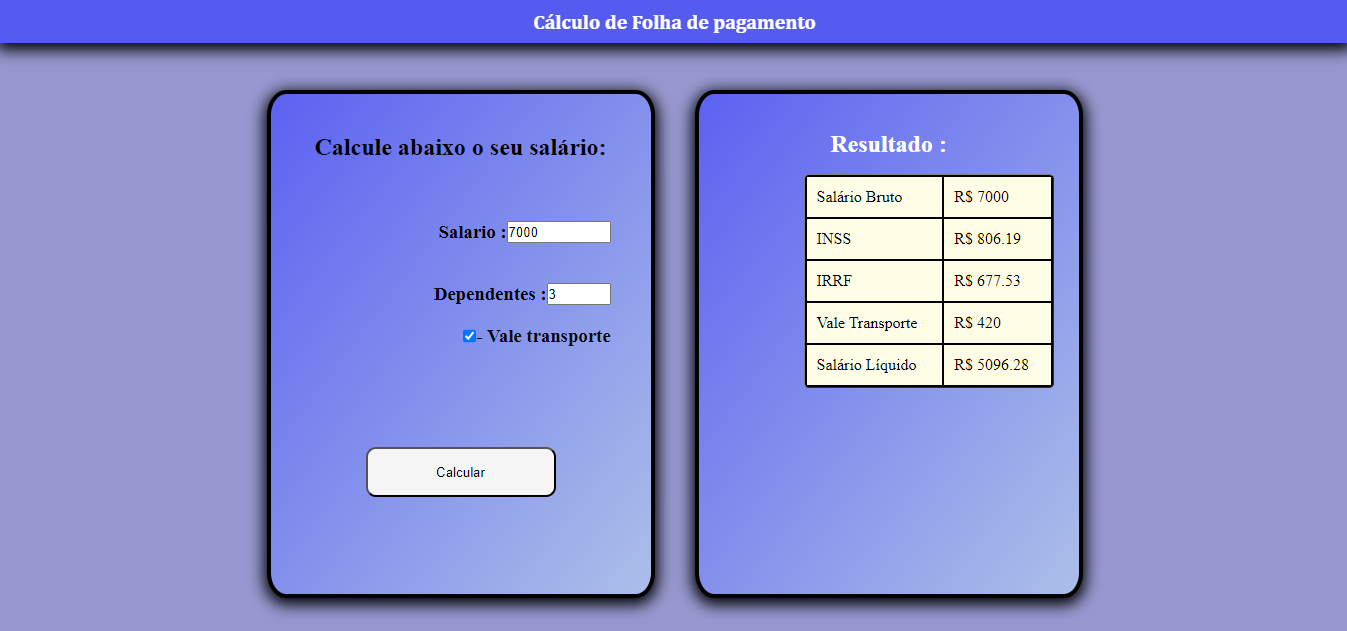 Cálculo de Folha de pagamento
Calcule abaixo o seu salário:
Salario :7000
Dependentes :3
- Vale transporte
Calcular
Resultado :
Salário Bruto R$ 7000
INSS R$ 806.19
IRRF R$ 677.53
Vale Transporte R$ 420
Salário Líquido R$ 5096.28